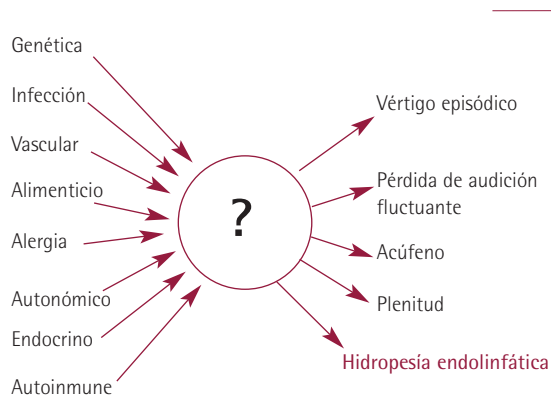 Genética
Infección
Vascular
Alimenticio
Alergia
Autonómico
Endocrino
Autoinmune
?
Vértigo episódico
Pérdida de audición
fluctuante
Acúfeno
Plenitud
Hidropesía endolinfática